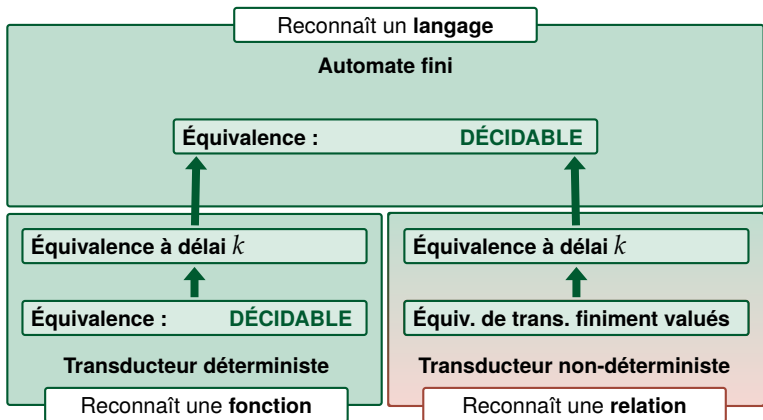 Reconnaît un langage
Automate fini
Équivalence : DÉCIDABLE
Équivalence à délai k
Équivalence à délai k
Équivalence : DÉCIDABLE
Équiv. de trans. finiment valués
Transducteur déterministe
Transducteur non-déterministe
Reconnaît une fonction
Reconnaît une relation